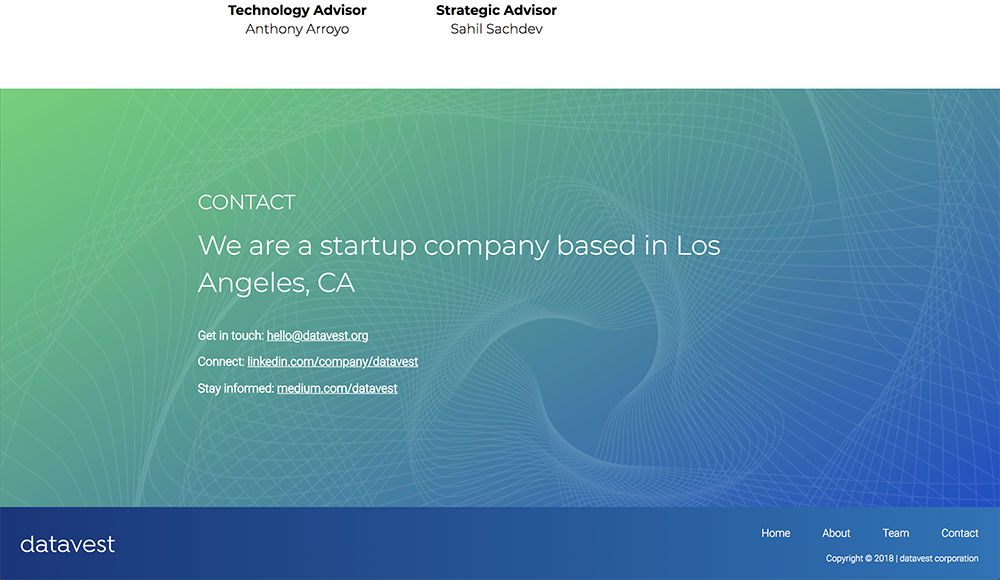 Technology Advisor
Anthony Arroyo
Strategic Advisor
Sahil Sachdev
CONTACT
We are a startup company based in Los
Angeles, CA
Get in touch: hello@datavest.org
Connect: linkedin.com/company/datavest
Stay informed: medium.com/datavest
datavest
Home
About
Team
Contact
Copyright © 2018 | datavest corporation